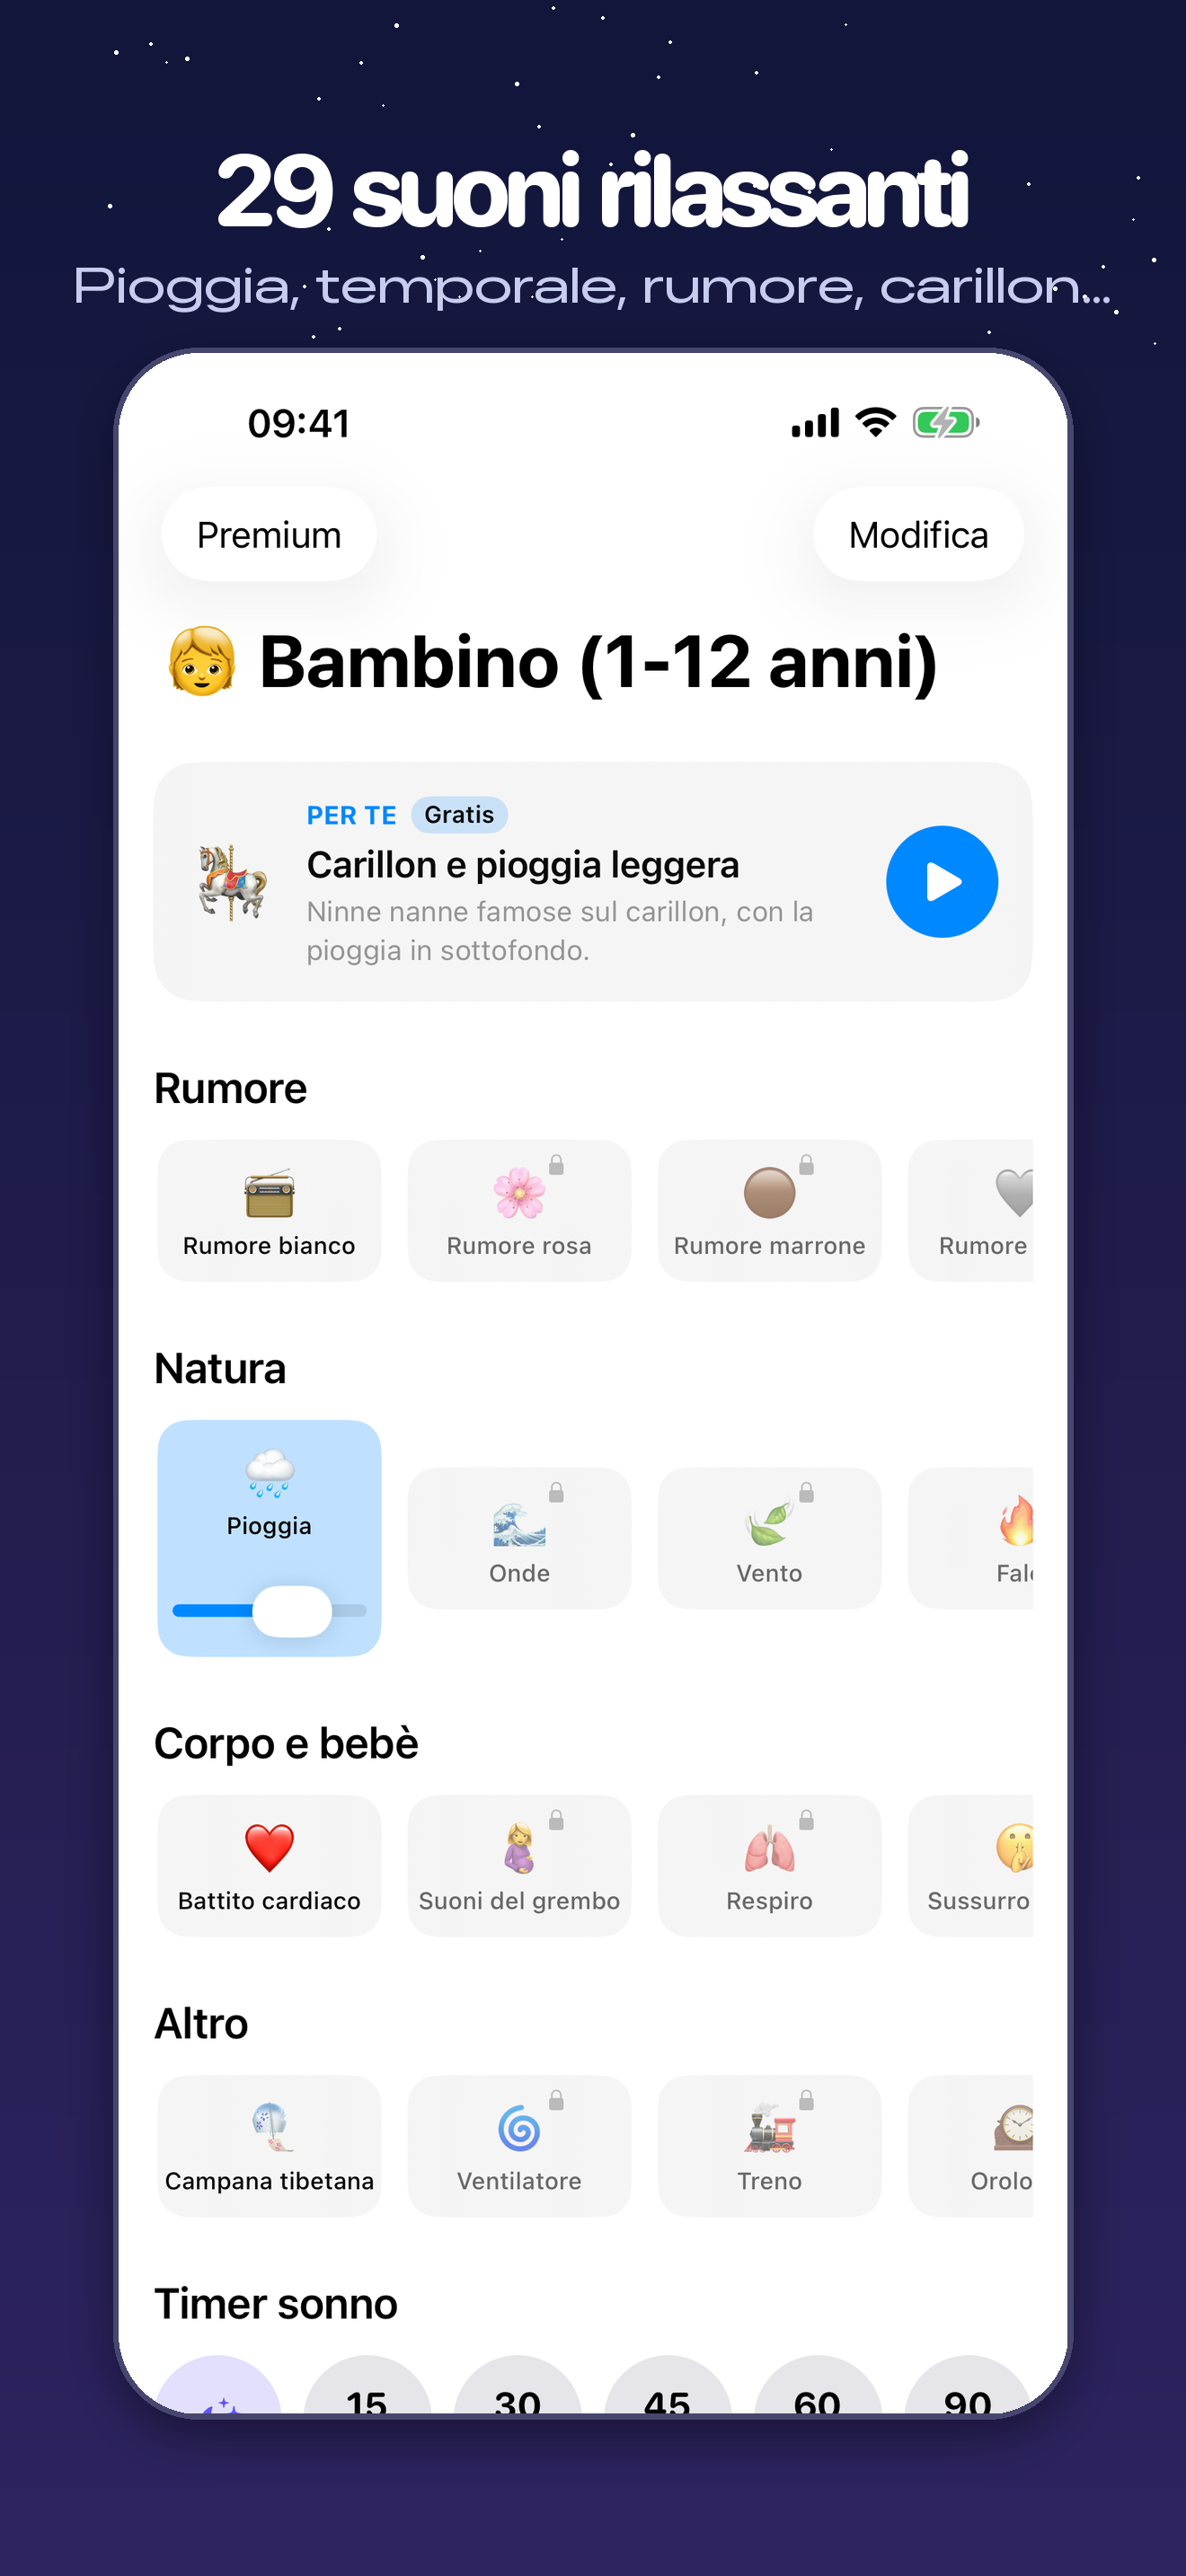 29 suoni rilassanti
Pioggia, temporale, rumore, carillon...
09:41
Premium
Modifica
Bambino (1-12 anni)
PER TE
Gratis
Carillon e pioggia leggera
Ninne nanne famose sul carillon, con la
pioggia in sottofondo.
Rumore
Rumore bianco
Rumore rosa
Rumore marrone
Rumore
Natura
Pioggia
Onde
Vento
Corpo e bebè
Battito cardiaco
Suoni del grembo
Respiro
Sussurro
Altro
Campana tibetana
Ventilatore
Treno
Timer sonno
15
30
45
60
90